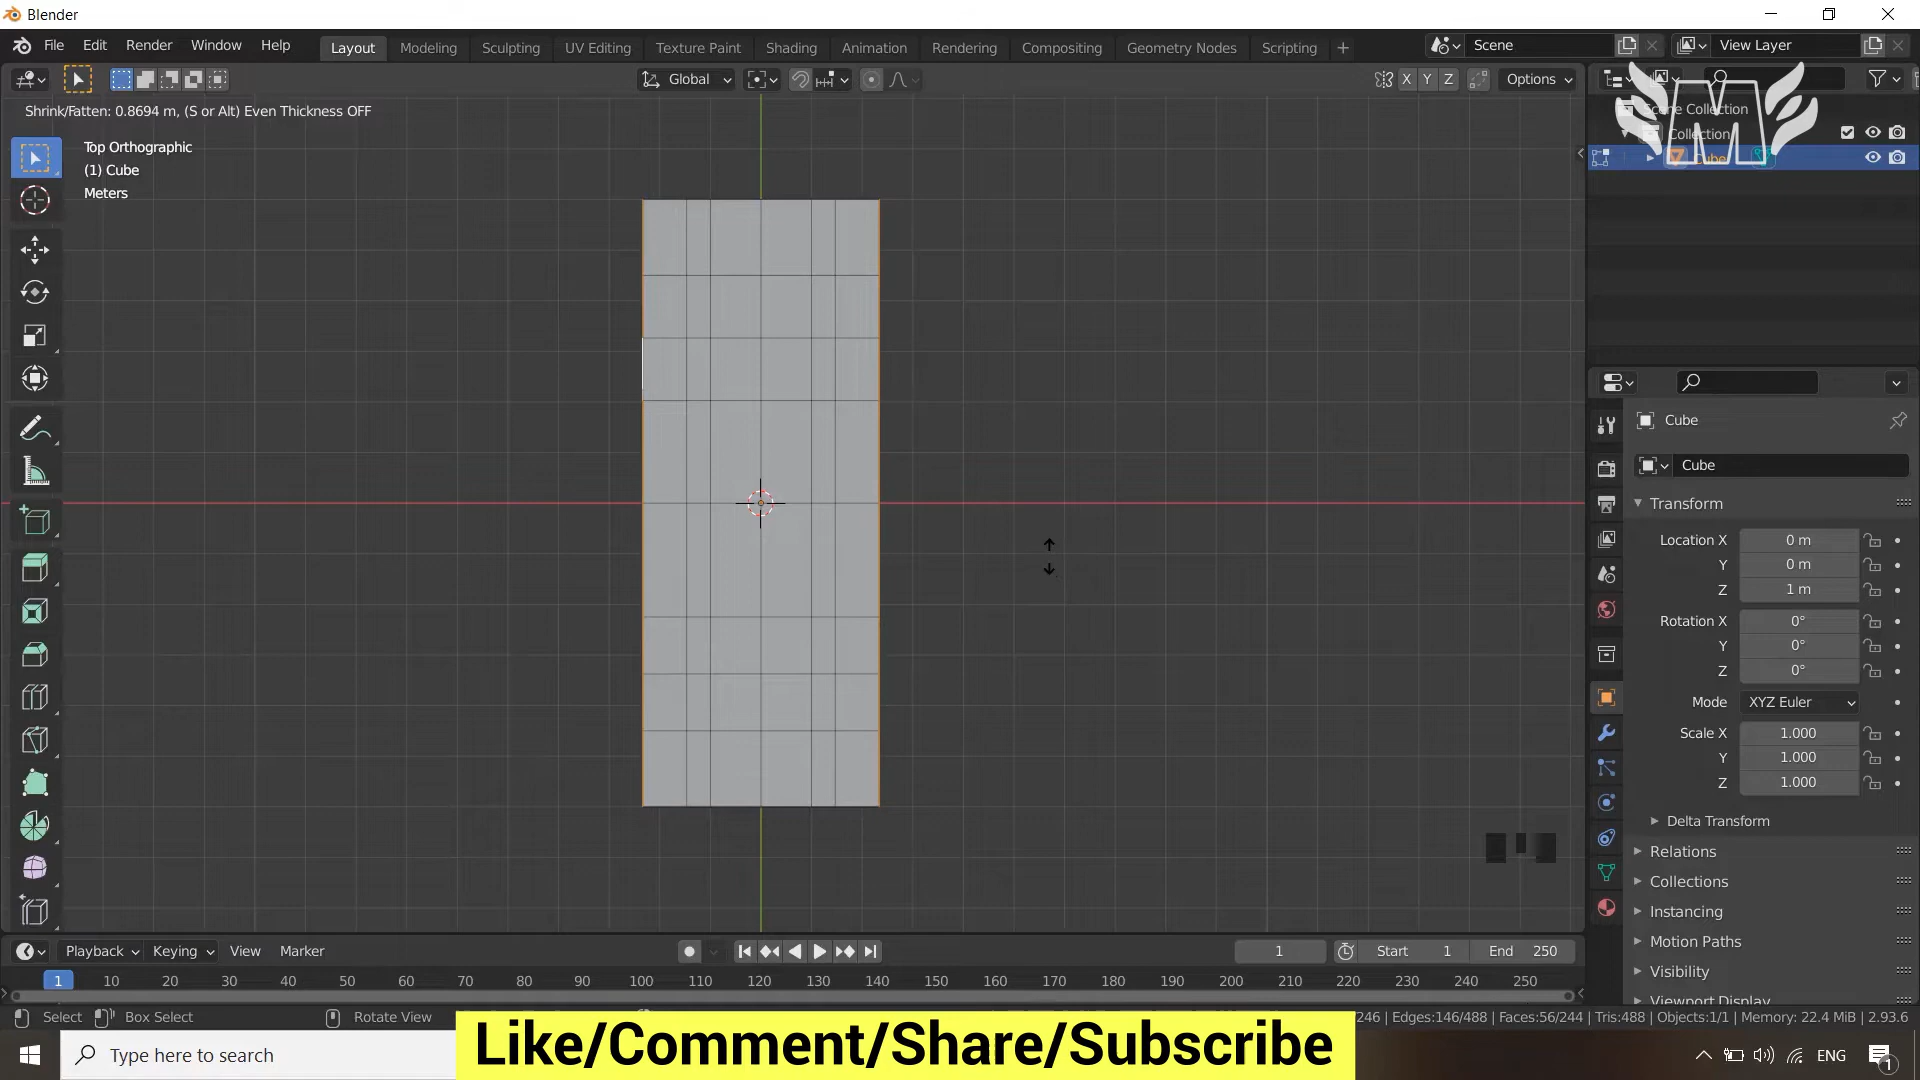 Blender
File Edit Render Window Help Layout Modeling Sculpting UV Editing Texture Paint Shading Animation Rendering Compositing Geometry Nodes Scripting + Scene View Layer
Global X Y Z Options
Shrink/Fatten: 0.8694 m, (S or Alt) Even Thickness OFF
Top Orthographic
(1) Cube
Meters
Scene Collection
Collection
Cube
Cube
Cube
Transform
Location X 0 m
Y 0 m
Z 1 m
Rotation X 0°
Y 0°
Z 0°
Mode XYZ Euler
Scale X 1.000
Y 1.000
Z 1.000
Delta Transform
Relations
Collections
Instancing
Motion Paths
Visibility
Viewport Display
Playback Keying View Marker 1 Start 1 End 250
1 10 20 30 40 50 60 70 80 90 100 110 120 130 140 150 160 170 180 190 200 210 220 230 240 250
Select Box Select Rotate View 246 | Edges:146/488 | Faces:56/244 | Tris:488 | Objects:1/1 | Memory: 22.4 MiB | 2.93.6
Type here to search
Like/Comment/Share/Subscribe
ENG
1